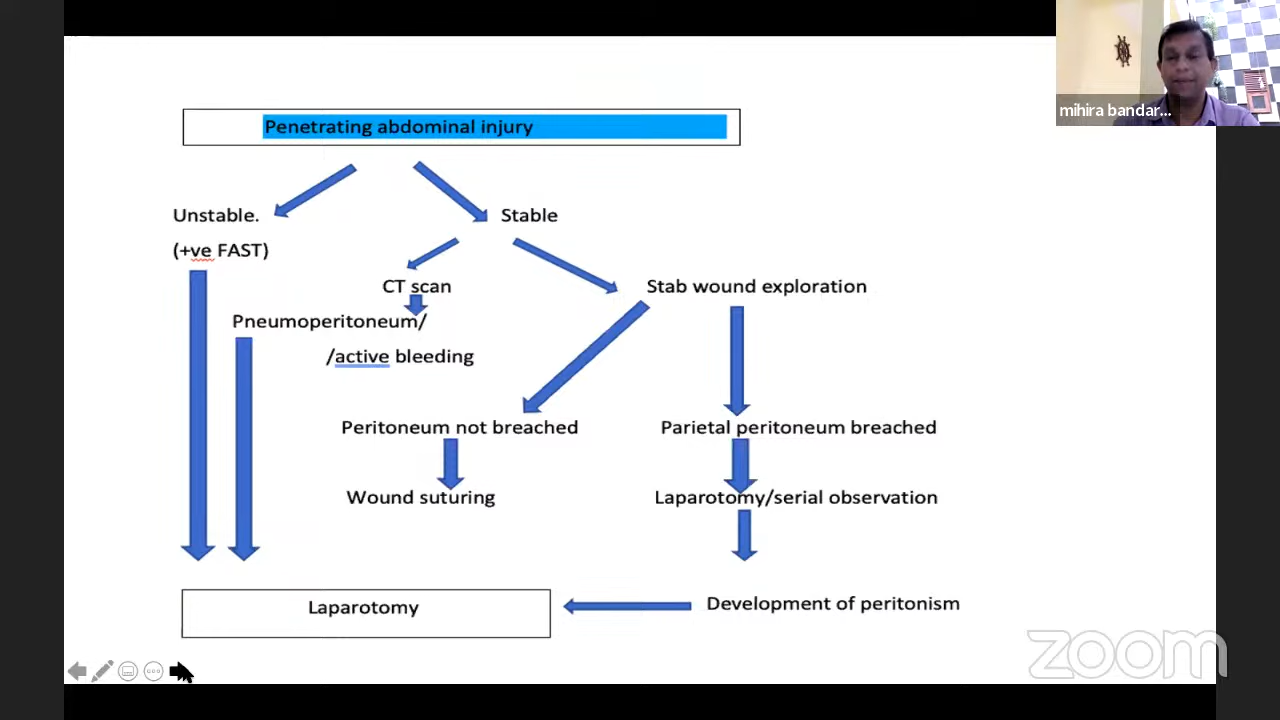 mihira bandar...
Penetrating abdominal injury
Unstable.
Stable
(+ve FAST)
CT scan
Stab wound exploration
Pneumoperitoneum/
/active bleeding
Peritoneum not breached
Parietal peritoneum breached
Wound suturing
Laparotomy/serial observation
Laparotomy
Development of peritonism
zoom